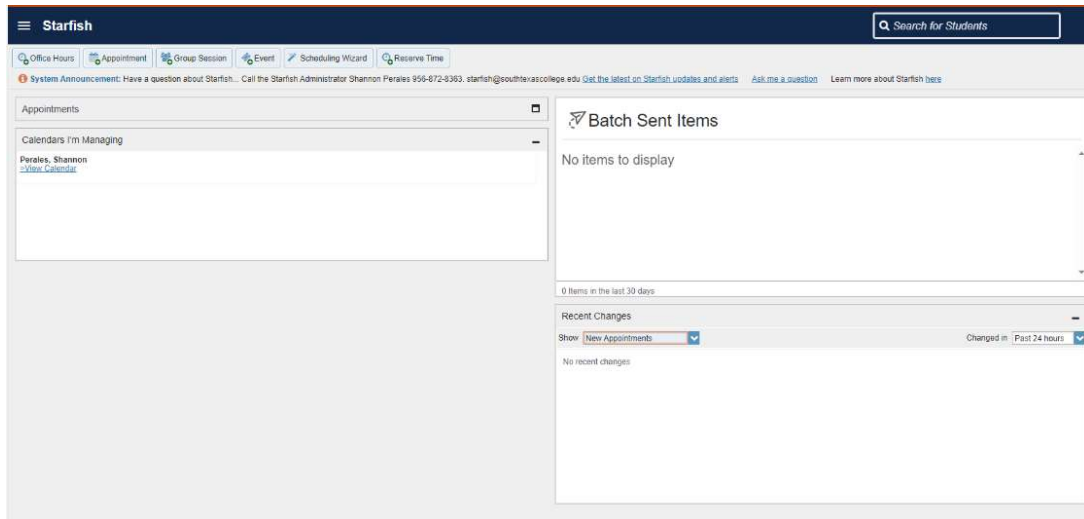 Starfish
Search for Students
Office Hours Appointment Group Session Event Scheduling Wizard Reserve Time
System Announcement: Have a question about Starfish... Call the Starfish Administrator Shannon Perales 956-872-8363. starfish@southtexascollege.edu Get the latest on Starfish updates and alerts Ask me a question Learn more about Starfish here
Appointments
Calendars I'm Managing
Perales, Shannon
»View Calendar
Batch Sent Items
No items to display
0 Items in the last 30 days
Recent Changes
Show New Appointments Changed in Past 24 hours
No recent changes